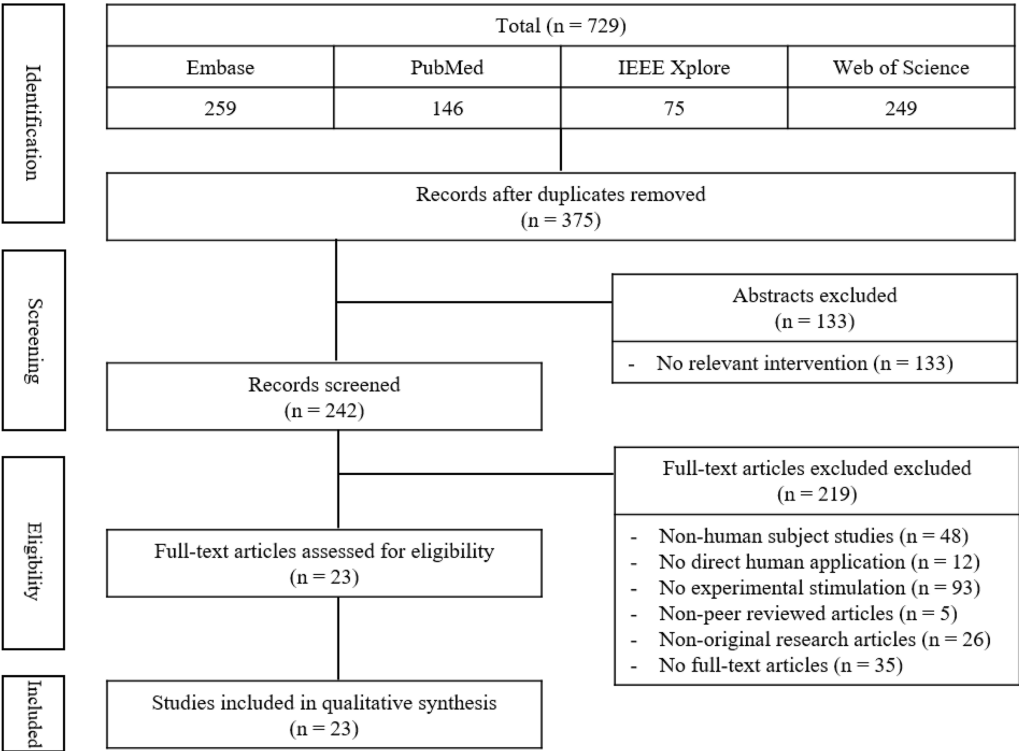 Identification
Total (n = 729)
Embase
PubMed
IEEE Xplore
Web of Science
259
146
75
249
Records after duplicates removed
(n = 375)
Screening
Abstracts excluded
(n = 133)
- No relevant intervention (n = 133)
Records screened
(n = 242)
Eligibility
Full-text articles excluded excluded
(n = 219)
- Non-human subject studies (n = 48)
- No direct human application (n = 12)
- No experimental stimulation (n = 93)
- Non-peer reviewed articles (n = 5)
- Non-original research articles (n = 26)
- No full-text articles (n = 35)
Full-text articles assessed for eligibility
(n = 23)
Included
Studies included in qualitative synthesis
(n = 23)